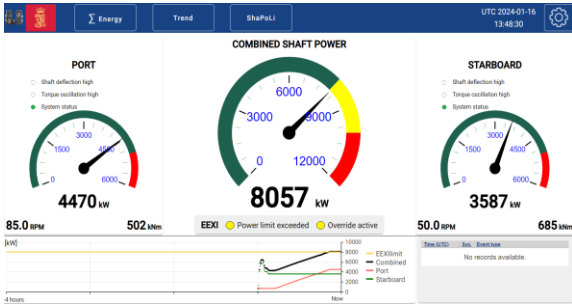 ∑ Energy
Trend
ShaPoLi
UTC 2024-01-16
13:48:30
PORT
Shaft deflection high
Torque oscillation high
System status
0
1500
3000
4500
6000
4470 kW
85.0 RPM
502 kNm
COMBINED SHAFT POWER
0
3000
6000
9000
12000
8057 kW
EEXI
Power limit exceeded
Override active
STARBOARD
Shaft deflection high
Torque oscillation high
System status
0
1500
3000
4500
6000
3587 kW
50.0 RPM
685 kNm
[kW]
10000
8000
6000
4000
2000
0
-4 hours
Now
EEXIlimit
Combined
Port
Starboard
Time (UTC) Sys. Event type
No records available.